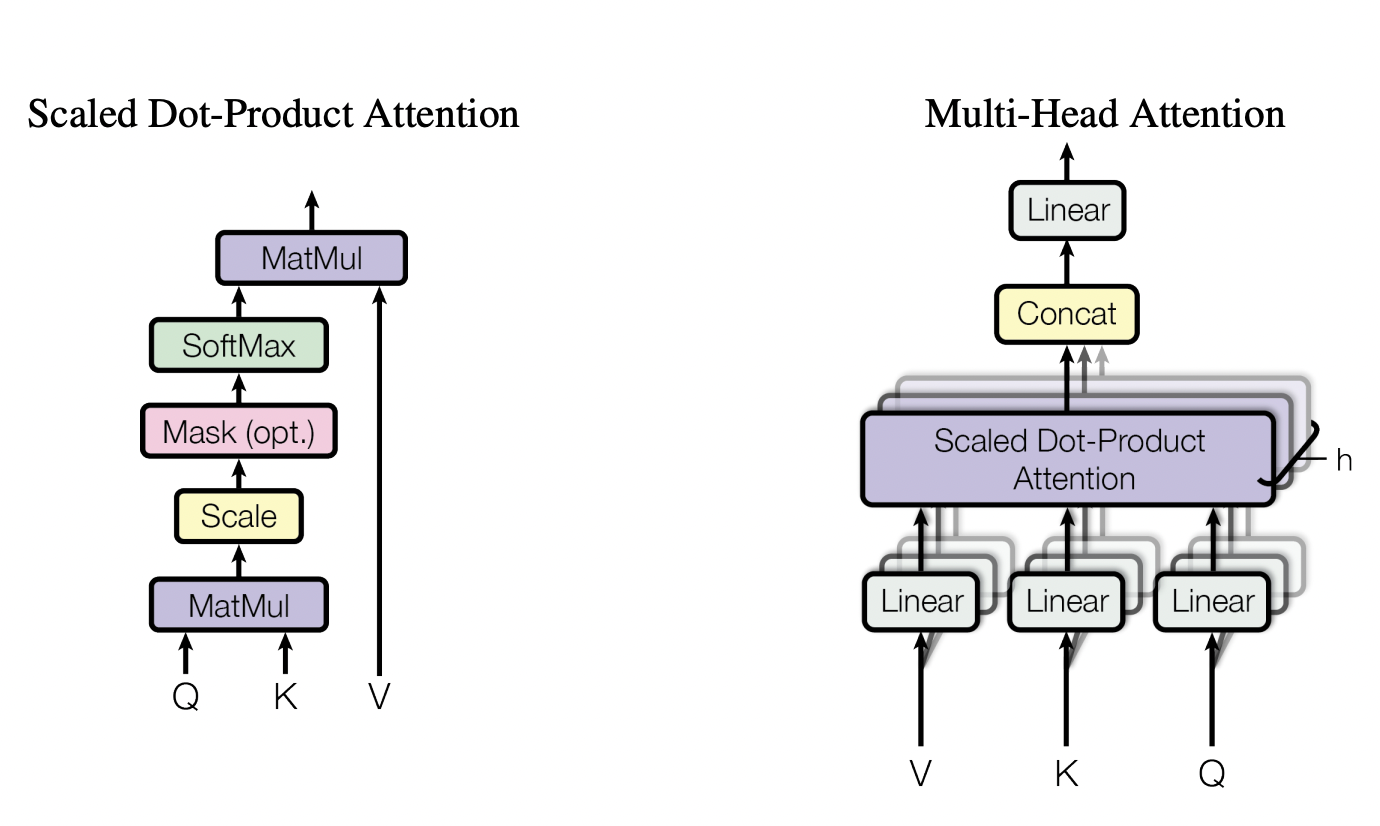 Scaled Dot-Product Attention
MatMul
SoftMax
Mask (opt.)
Scale
MatMul
Q K V
Multi-Head Attention
Linear
Concat
Scaled Dot-Product
Attention
h
Linear Linear Linear
V K Q